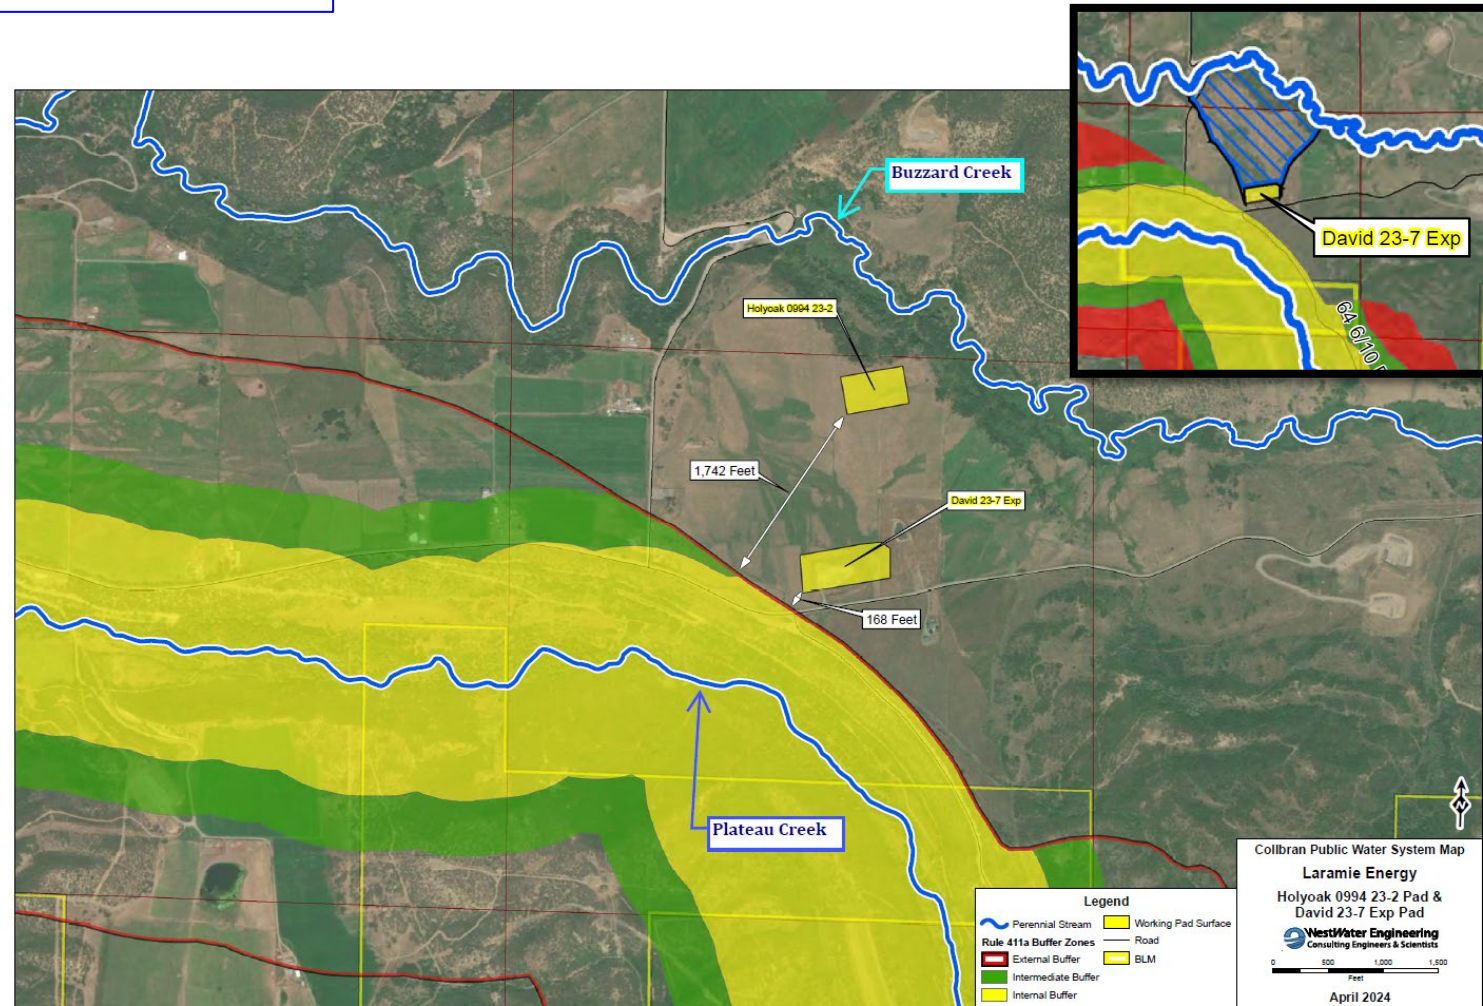 Buzzard Creek
David 23-7 Exp
64 6/10
Holyoak 0994 23-2
1,742 Feet
David 23-7 Exp
168 Feet
Plateau Creek
N
Legend
Perennial Stream
Working Pad Surface
Rule 411a Buffer Zones
Road
External Buffer
BLM
Intermediate Buffer
Internal Buffer
Collbran Public Water System Map
Laramie Energy
Holyoak 0994 23-2 Pad &
David 23-7 Exp Pad
WestWater Engineering
Consulting Engineers & Scientists
0 500 1,000 1,500
Feet
April 2024